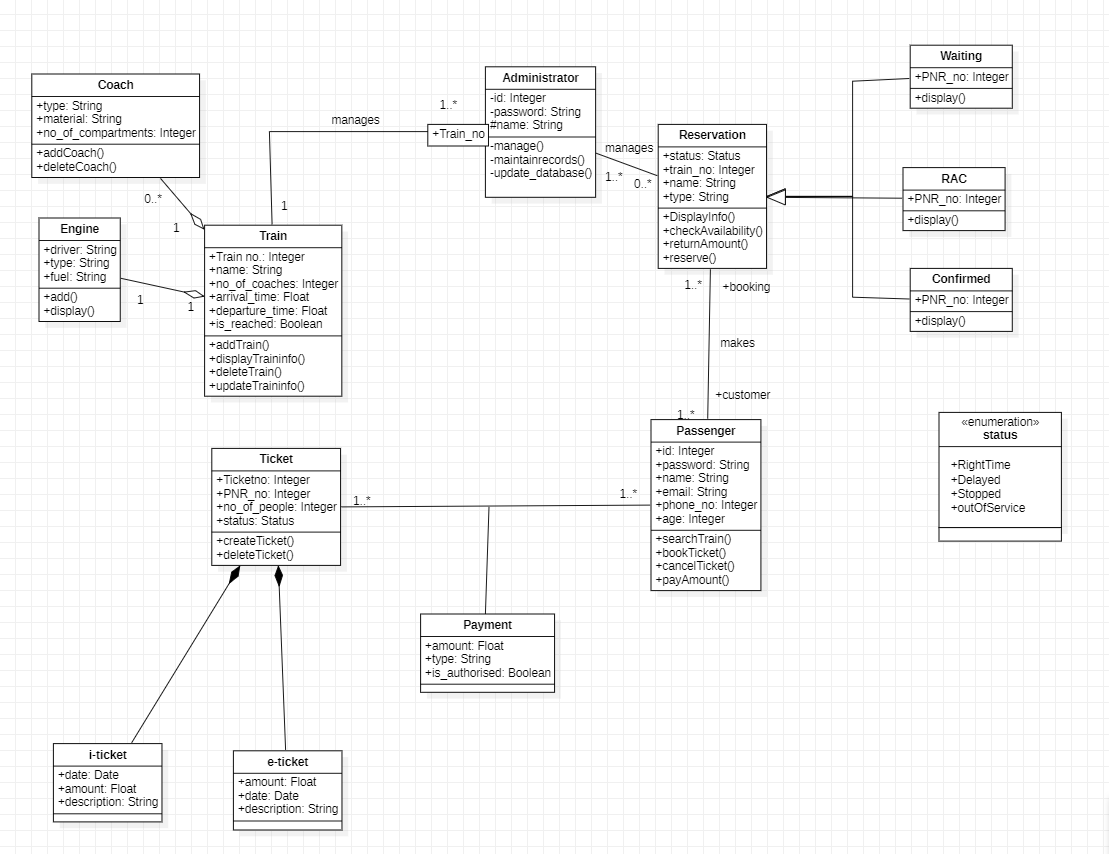 Coach
+type: String
+material: String
+no_of_compartments: Integer
+addCoach()
+deleteCoach()
0..*
1
Engine
+driver: String
+type: String
+fuel: String
+add()
+display()
1
1
Train
+Train no.: Integer
+name: String
+no_of_coaches: Integer
+arrival_time: Float
+departure_time: Float
+is_reached: Boolean
+addTrain()
+displayTraininfo()
+deleteTrain()
+updateTraininfo()
1
manages
1..*
+Train_no
Administrator
-id: Integer
-password: String
#name: String
-manage()
-maintainrecords()
-update_database()
manages
1..*
0..*
Reservation
+status: Status
+train_no: Integer
+name: String
+type: String
+DisplayInfo()
+checkAvailability()
+returnAmount()
+reserve()
Waiting
+PNR_no: Integer
+display()
RAC
+PNR_no: Integer
+display()
Confirmed
+PNR_no: Integer
+display()
1..*
+booking
makes
+customer
1..*
Passenger
+id: Integer
+password: String
+name: String
+email: String
+phone_no: Integer
+age: Integer
+searchTrain()
+bookTicket()
+cancelTicket()
+payAmount()
«enumeration»
status
+RightTime
+Delayed
+Stopped
+outOfService
Ticket
+Ticketno: Integer
+PNR_no: Integer
+no_of_people: Integer
+status: Status
+createTicket()
+deleteTicket()
1..*
1..*
Payment
+amount: Float
+type: String
+is_authorised: Boolean
i-ticket
+date: Date
+amount: Float
+description: String
e-ticket
+amount: Float
+date: Date
+description: String